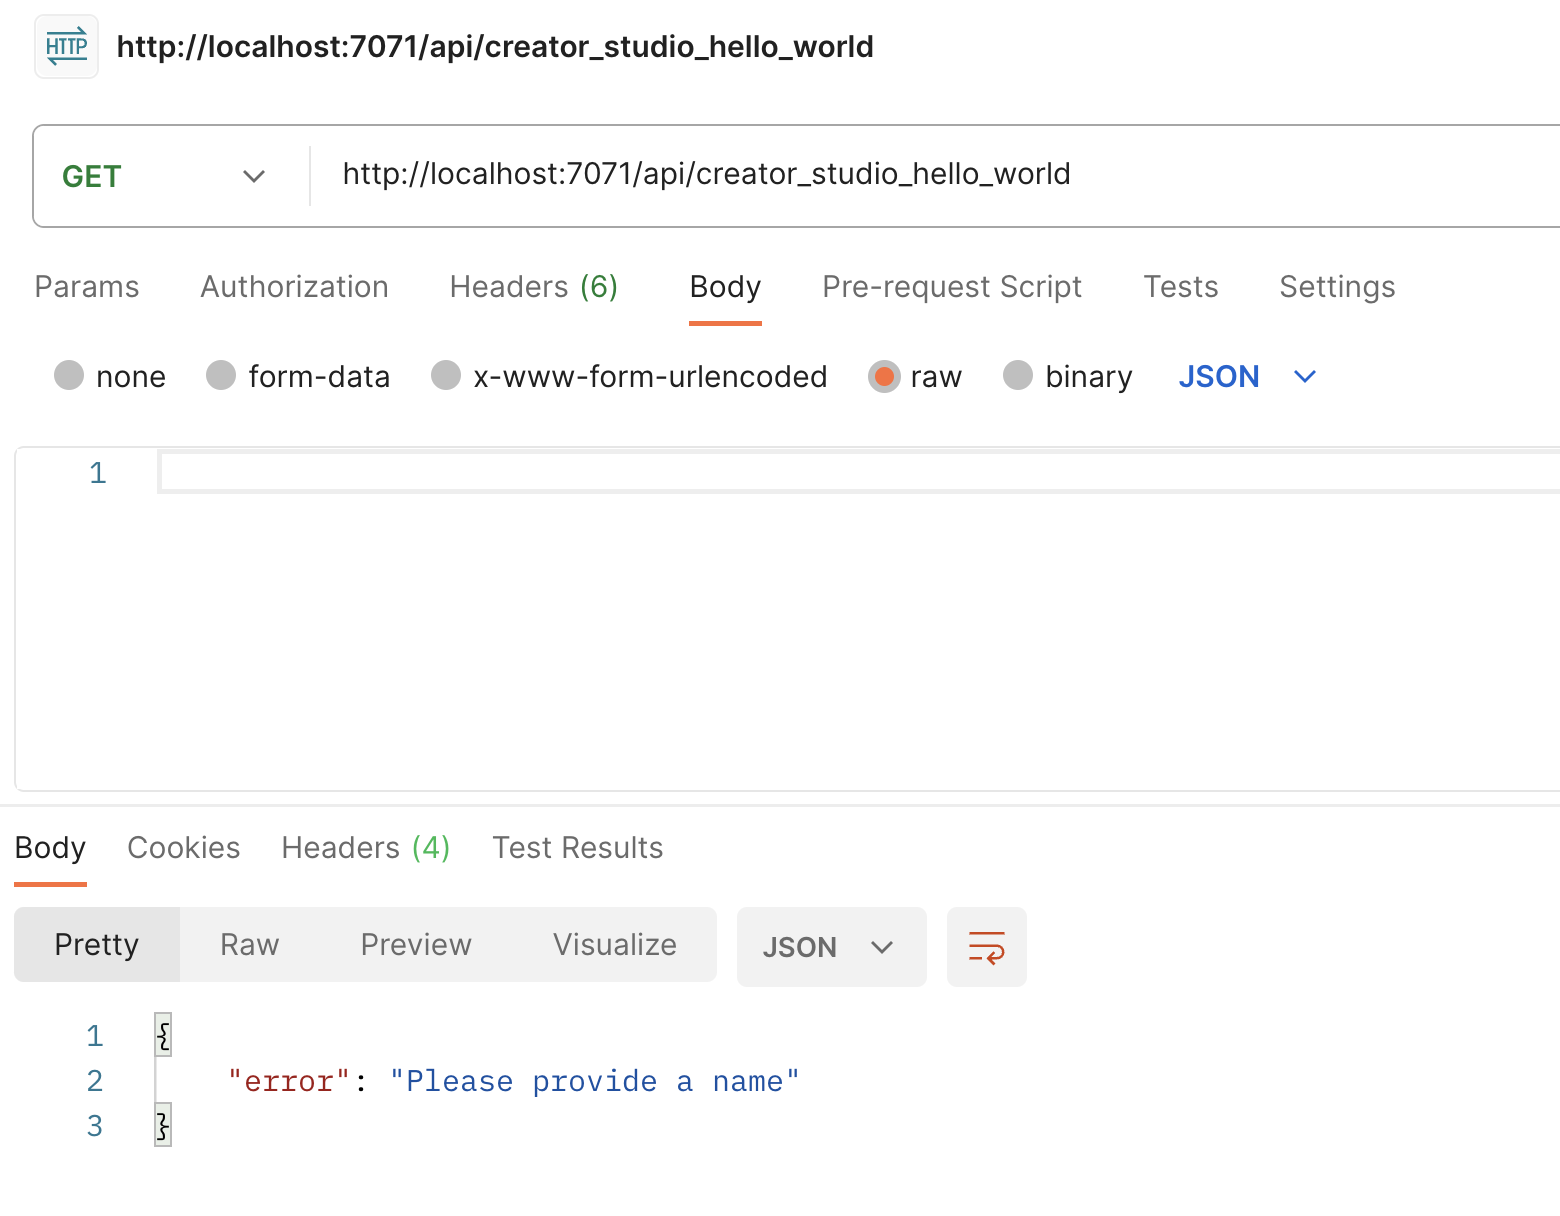 HTTP http://localhost:7071/api/creator_studio_hello_world
GET http://localhost:7071/api/creator_studio_hello_world
Params Authorization Headers (6) Body Pre-request Script Tests Settings
none form-data x-www-form-urlencoded raw binary JSON
1
Body Cookies Headers (4) Test Results
Pretty Raw Preview Visualize JSON
1 {
2 "error": "Please provide a name"
3 }